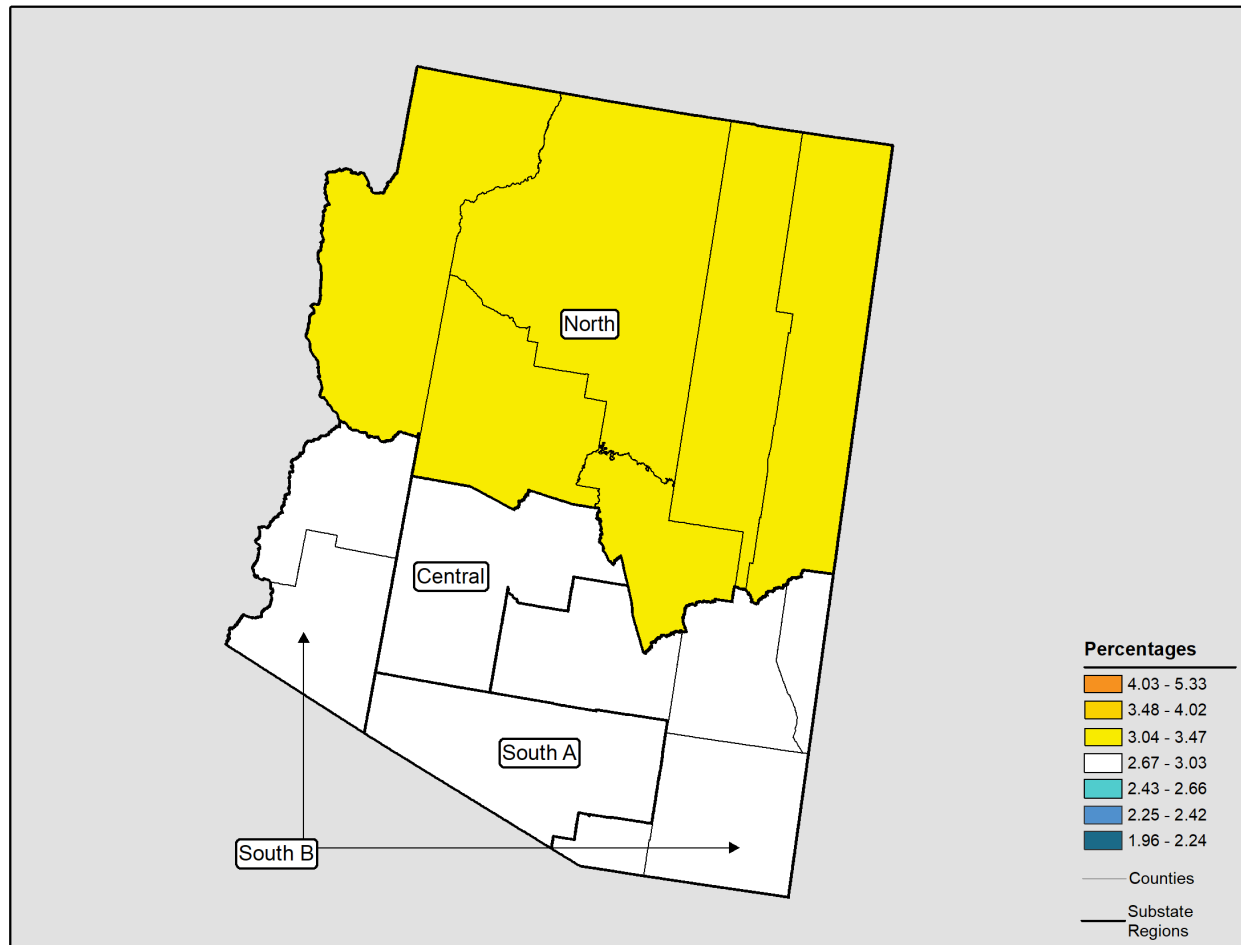 North
Central
South A
South B
Percentages
4.03 - 5.33
3.48 - 4.02
3.04 - 3.47
2.67 - 3.03
2.43 - 2.66
2.25 - 2.42
1.96 - 2.24
Counties
Substate
Regions